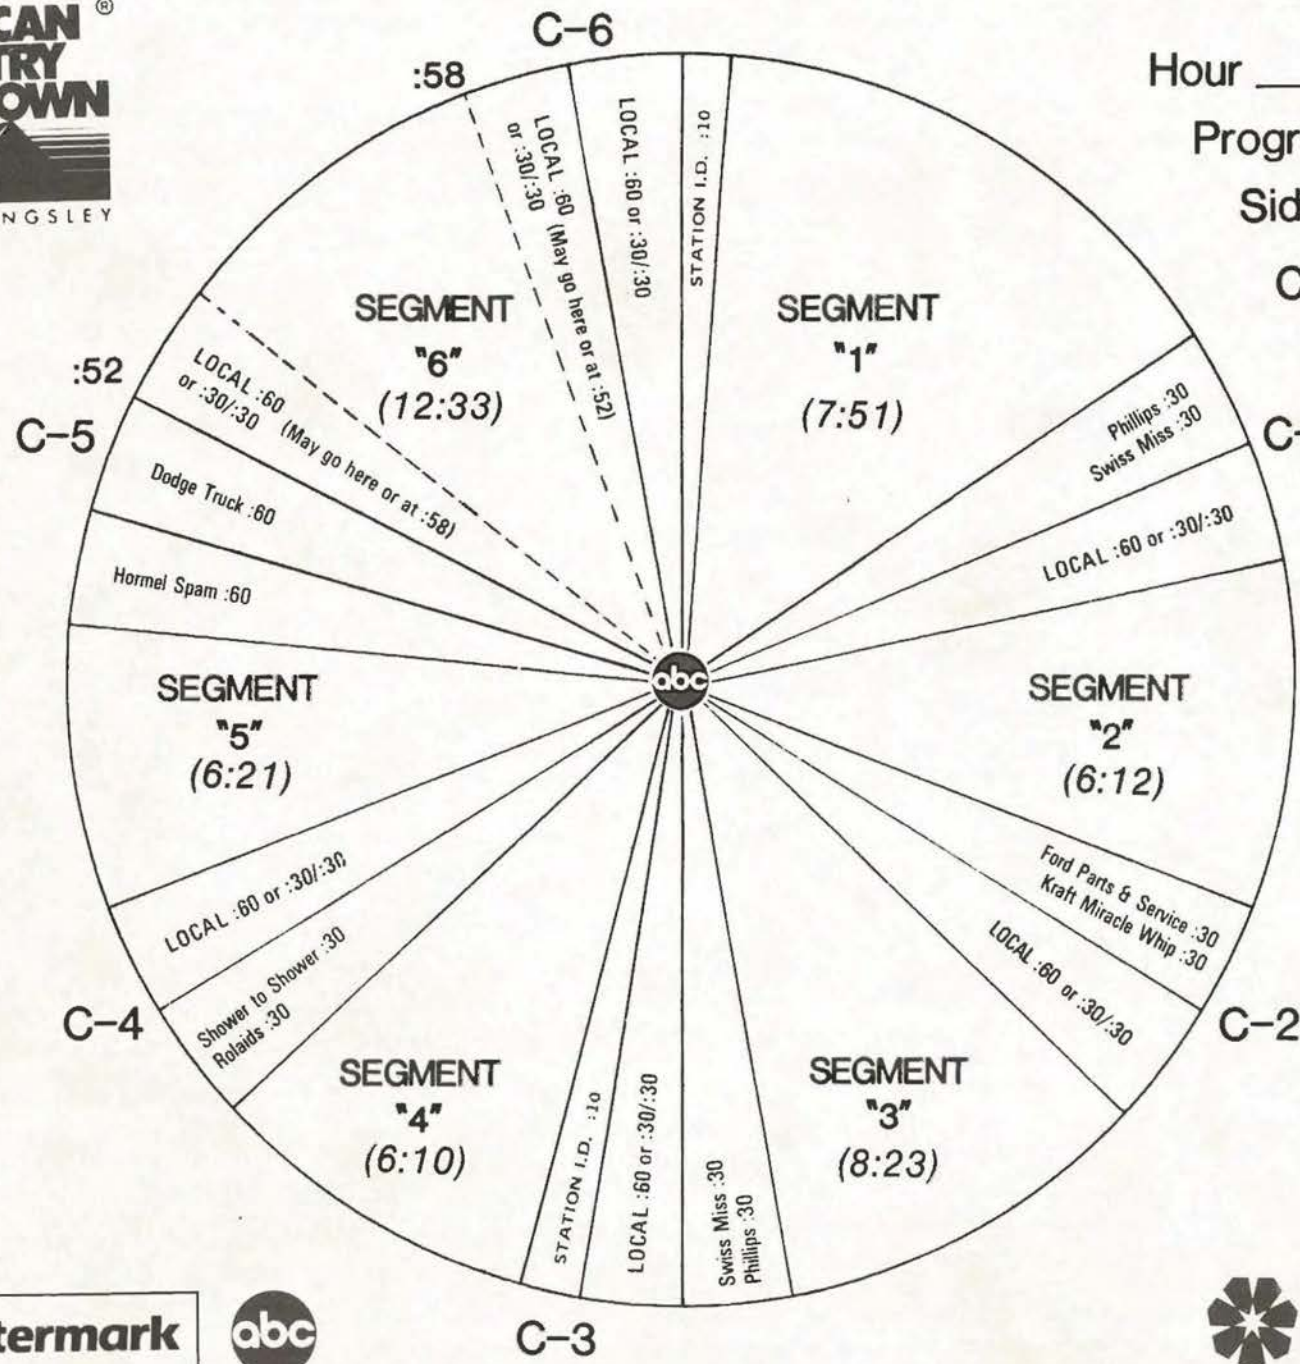 CAN ®
TRY
OWN
NGSLEY
Hour
Progr
Sid
C
C-6
:58
STATION I.D. :10
LOCAL :60 or :30/:30
LOCAL :60 (May go here or at :52)
or :30/:30
SEGMENT
"1"
(7:51)
Phillips :30
Swiss Miss :30
C-
LOCAL :60 or :30/:30
SEGMENT
"2"
(6:12)
Ford Parts & Service :30
Kraft Miracle Whip :30
C-2
LOCAL :60 or :30/:30
SEGMENT
"3"
(8:23)
Swiss Miss :30
Phillips :30
C-3
LOCAL :60 or :30/:30
STATION I.D. :10
SEGMENT
"4"
(6:10)
Shower to Shower :30
Rolaids :30
C-4
LOCAL :60 or :30/:30
SEGMENT
"5"
(6:21)
Hormel Spam :60
Dodge Truck :60
C-5
:52
LOCAL :60 (May go here or at :58)
or :30/:30
SEGMENT
"6"
(12:33)
abc
termark
abc